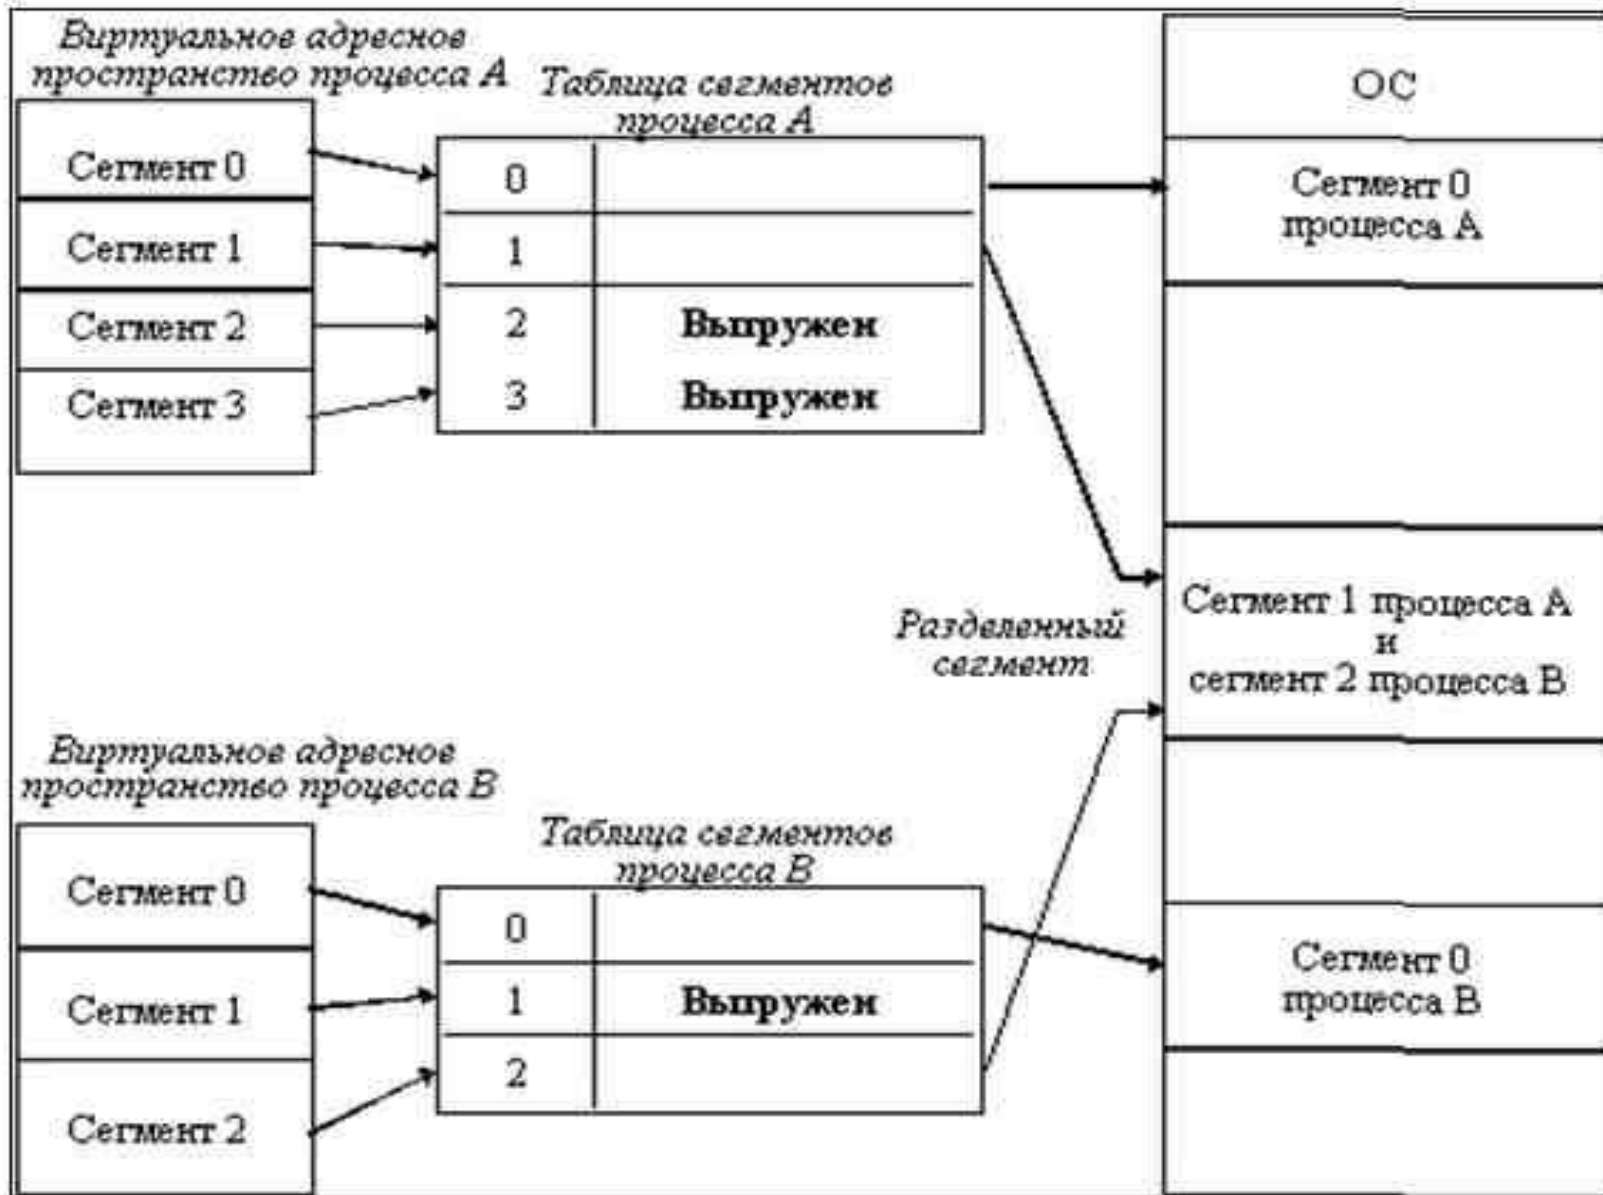 Виртуальное адресное
пространство процесса А
Сегмент 0
Сегмент 1
Сегмент 2
Сегмент 3
Таблица сегментов
процесса А
0
1
2 Выгружен
3 Выгружен
ОС
Сегмент 0
процесса А
Сегмент 1 процесса А
и
сегмент 2 процесса В
Сегмент 0
процесса В
Разделенный
сегмент
Виртуальное адресное
пространство процесса В
Сегмент 0
Сегмент 1
Сегмент 2
Таблица сегментов
процесса В
0
1 Выгружен
2